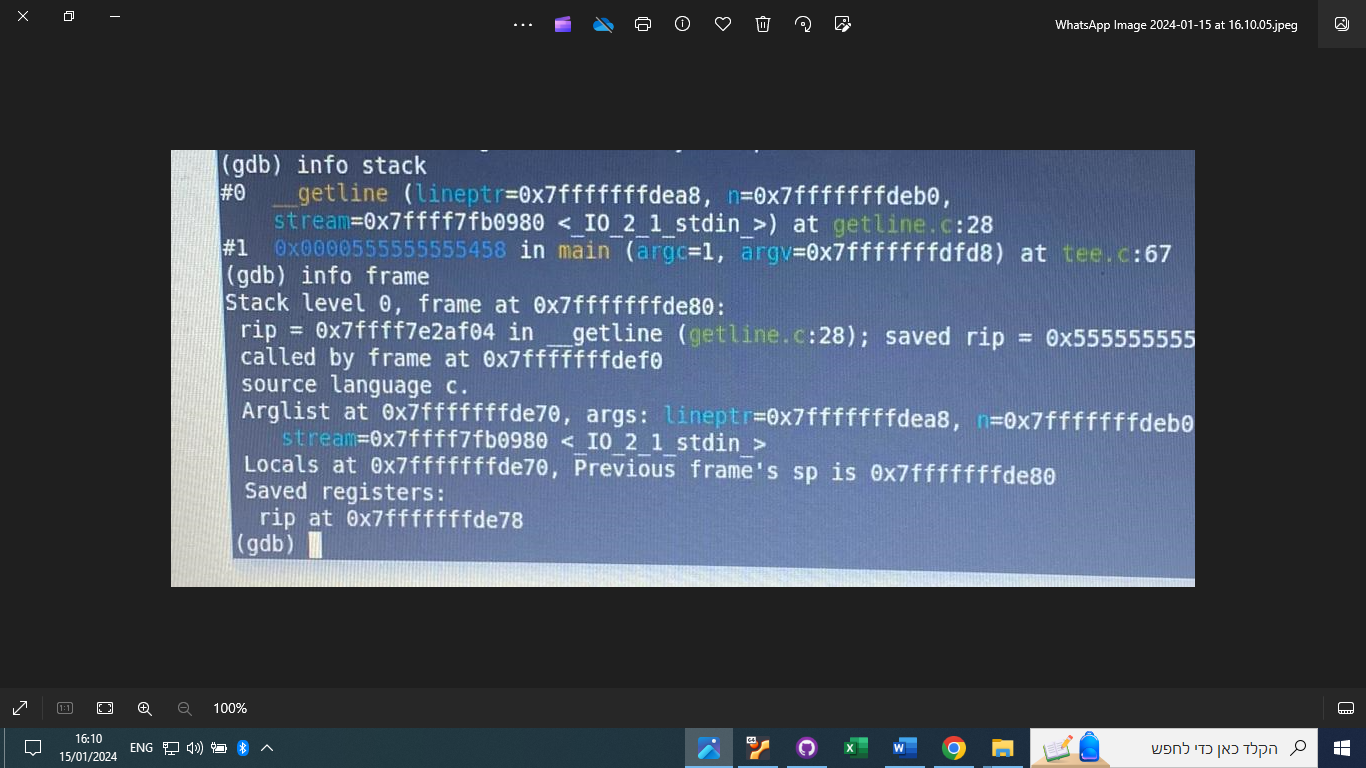 WhatsApp Image 2024-01-15 at 16.10.05.jpeg
(gdb) info stack
#0 __getline (lineptr=0x7fffffffdea8, n=0x7fffffffdeb0,
stream=0x7ffff7fb0980 <_IO_2_1_stdin_>) at getline.c:28
#1 0x0000555555555458 in main (argc=1, argv=0x7fffffffdfd8) at tee.c:67
(gdb) info frame
Stack level 0, frame at 0x7fffffffde80:
rip = 0x7ffff7e2af04 in __getline (getline.c:28); saved rip = 0x555555555
called by frame at 0x7fffffffdef0
source language c.
Arglist at 0x7fffffffde70, args: lineptr=0x7fffffffdea8, n=0x7fffffffdeb0
stream=0x7ffff7fb0980 <_IO_2_1_stdin_>
Locals at 0x7fffffffde70, Previous frame's sp is 0x7fffffffde80
Saved registers:
rip at 0x7fffffffde78
(gdb)
1:1
100%
16:10
15/01/2024
ENG
64
הקלד כאן כדי לחפש